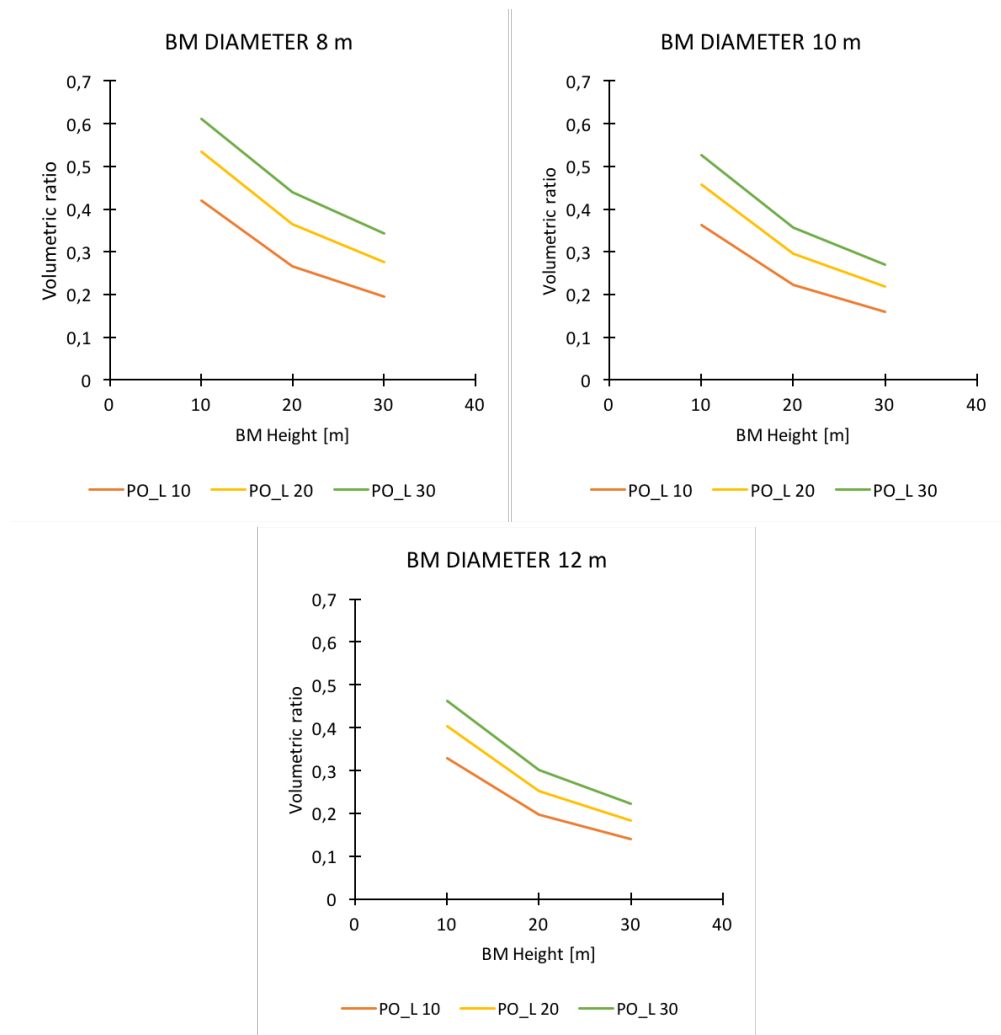 BM DIAMETER 8 m
0,7
0,6
0,5
0,4
0,3
0,2
0,1
0
Volumetric ratio
0 10 20 30 40
BM Height [m]
PO_L 10 PO_L 20 PO_L 30
BM DIAMETER 10 m
0,7
0,6
0,5
0,4
0,3
0,2
0,1
0
Volumetric ratio
0 10 20 30 40
BM Height [m]
PO_L 10 PO_L 20 PO_L 30
BM DIAMETER 12 m
0,7
0,6
0,5
0,4
0,3
0,2
0,1
0
Volumetric ratio
0 10 20 30 40
BM Height [m]
PO_L 10 PO_L 20 PO_L 30